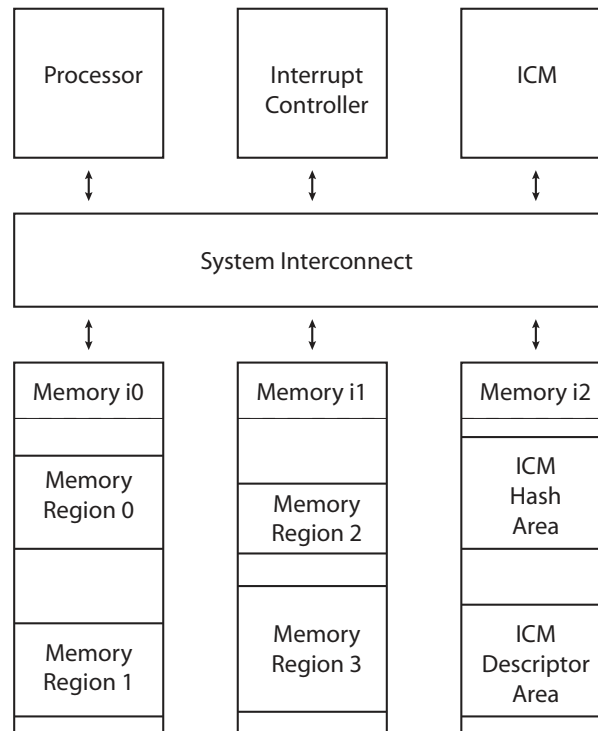 Processor
Interrupt
Controller
ICM
System Interconnect
Memory i0
Memory i1
Memory i2
Memory
Region 0
Memory
Region 2
ICM
Hash
Area
Memory
Region 1
Memory
Region 3
ICM
Descriptor
Area